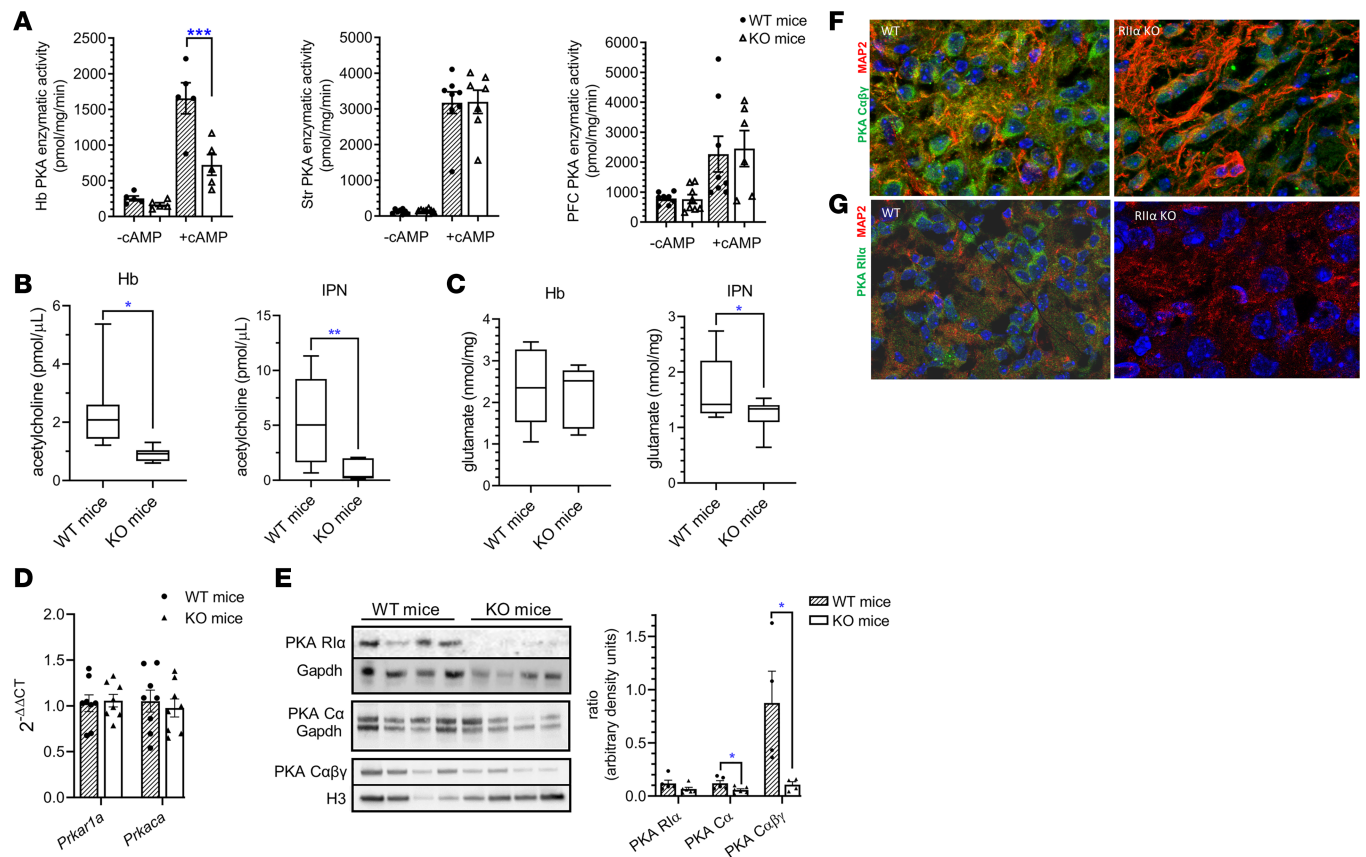 A
WT mice
KO mice
Hb PKA enzymatic activity
(pmol/mg/min)
2500
2000
1500
1000
500
0
***
-cAMP
+cAMP
Str PKA enzymatic activity
(pmol/mg/min)
5000
4000
3000
2000
1000
0
-cAMP
+cAMP
PFC PKA enzymatic activity
(pmol/mg/min)
6000
5000
4000
3000
2000
1000
0
-cAMP
+cAMP
B
Hb
acetylcholine (pmol/μL)
6
4
2
0
*
WT mice
KO mice
IPN
acetylcholine (pmol/μL)
15
10
5
0
**
WT mice
KO mice
C
Hb
glutamate (nmol/mg)
4
3
2
1
0
WT mice
KO mice
IPN
glutamate (nmol/mg)
3
2
1
0
*
WT mice
KO mice
D
WT mice
KO mice
2-ΔΔCT
2.0
1.5
1.0
0.5
0.0
Prkar1a
Prkaca
E
WT mice
KO mice
PKA RIα
Gapdh
PKA Cα
Gapdh
PKA Cαβγ
H3
WT mice
KO mice
ratio
(arbitrary density units)
1.5
1.0
0.5
0.0
*
*
PKA RIα
PKA Cα
PKA Cαβγ
F
PKA Cαβγ MAP2
WT
RIIα KO
G
PKA RIIα MAP2
WT
RIIα KO